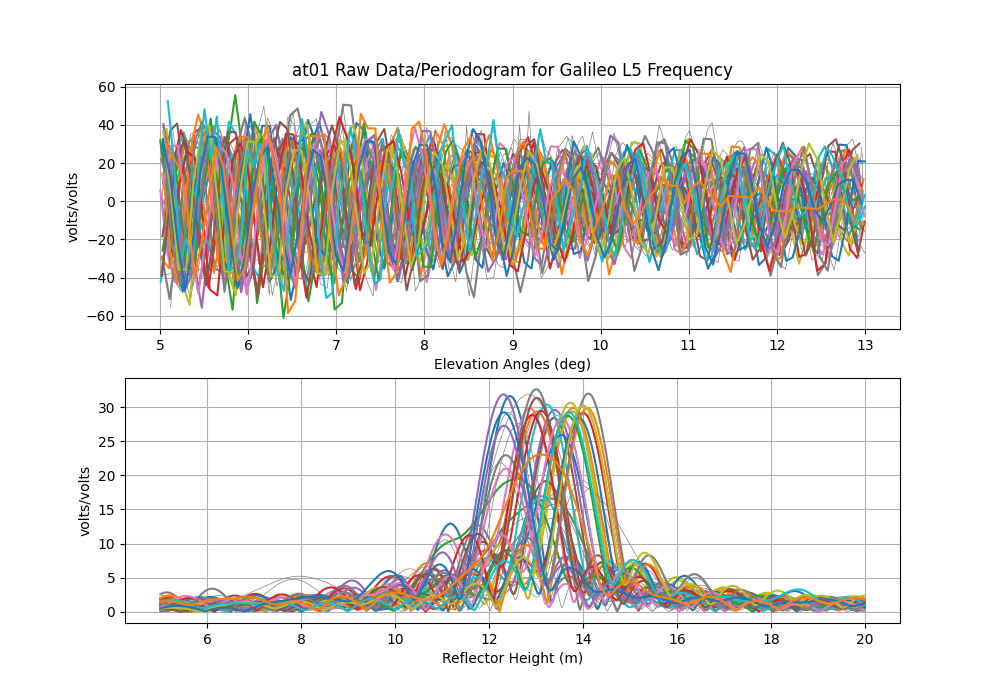 at01 Raw Data/Periodogram for Galileo L5 Frequency
60
40
20
0
−20
−40
−60
volts/volts
5 6 7 8 9 10 11 12 13
Elevation Angles (deg)
30
25
20
15
10
5
0
volts/volts
6 8 10 12 14 16 18 20
Reflector Height (m)